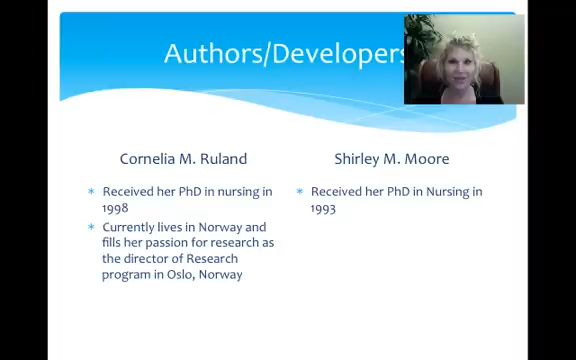 Authors/Developers
Cornelia M. Ruland
Received her PhD in nursing in
1998
Currently lives in Norway and
fills her passion for research as
the director of Research
program in Oslo, Norway
Shirley M. Moore
Received her PhD in Nursing in
1993